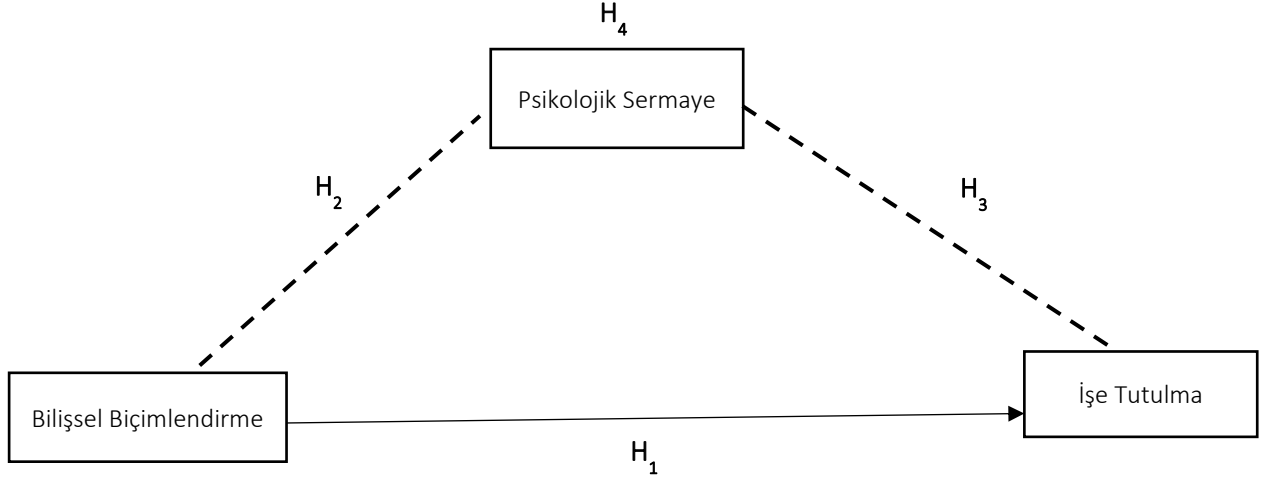 H₄
Psikolojik Sermaye
H₂
H₃
Bilişsel Biçimlendirme
İşe Tutulma
H₁